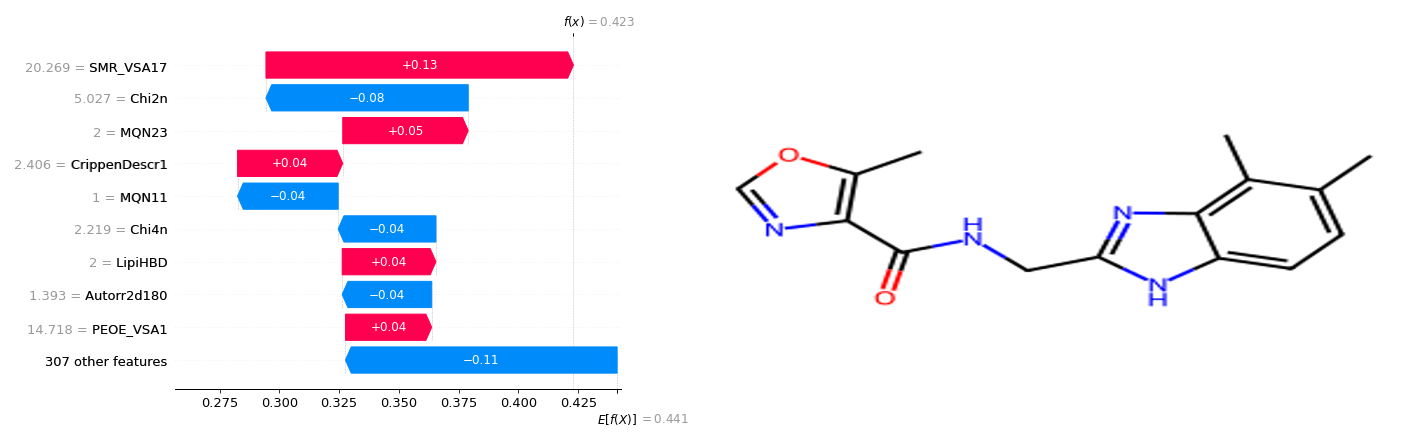 f(x) = 0.423
20.269 = SMR_VSA17
+0.13
5.027 = Chi2n
−0.08
2 = MQN23
+0.05
2.406 = CrippenDescr1
+0.04
1 = MQN11
−0.04
2.219 = Chi4n
−0.04
2 = LipiHBD
+0.04
1.393 = Autorr2d180
−0.04
14.718 = PEOE_VSA1
+0.04
307 other features
−0.11
0.275 0.300 0.325 0.350 0.375 0.400 0.425
E[f(X)] = 0.441
O
N
O
H
N
N
N
H